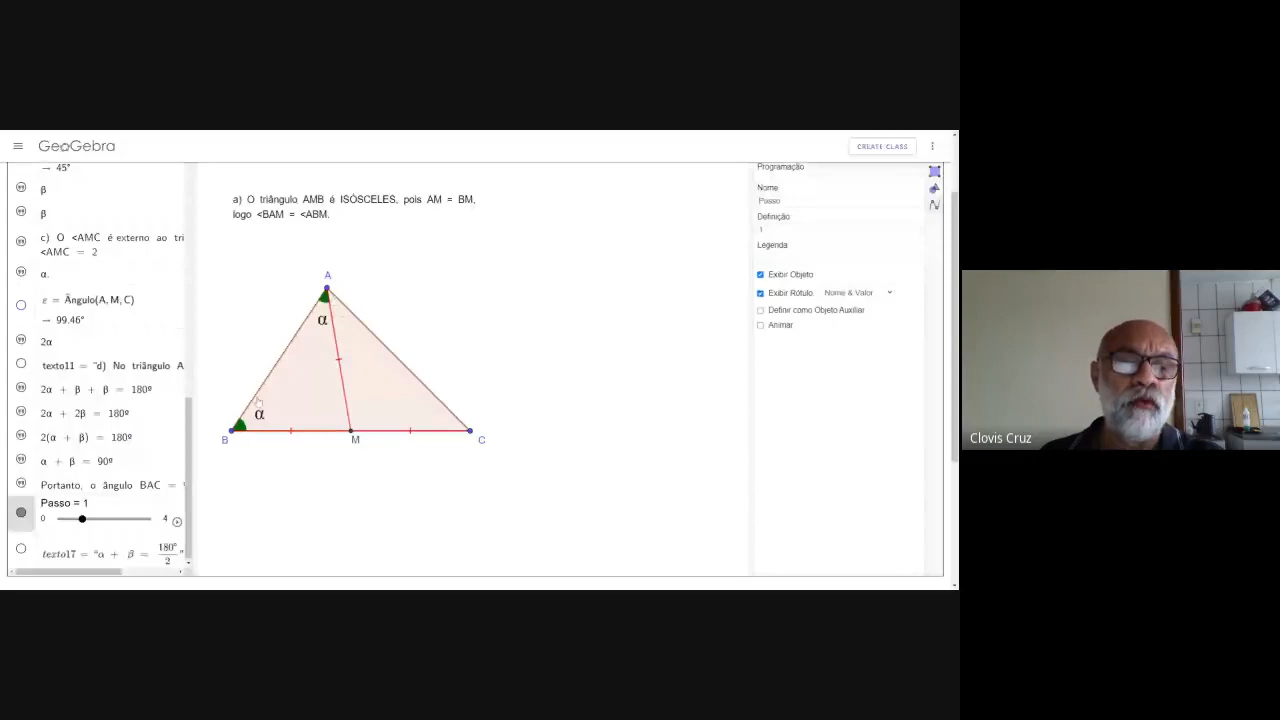 GeoGebra
CREATE CLASS
→ 45°
β
β
c) O <AMC é externo ao tri
<AMC = 2
α.
ε = Ângulo(A, M, C)
→ 99.46°
2α
texto11 = "d) No triângulo A
2α + β + β = 180º
2α + 2β = 180º
2(α + β) = 180º
α + β = 90º
Portanto, o ângulo BAC =
Passo = 1
0 4
texto17 = "α + β = 180°/2"
a) O triângulo AMB é ISÓSCELES, pois AM = BM,
logo <BAM = <ABM.
A
α
α
B M C
Programação
Nome
Passo
Definição
1
Legenda
Exibir Objeto
Exibir Rótulo: Nome & Valor
Definir como Objeto Auxiliar
Animar
Clovis Cruz